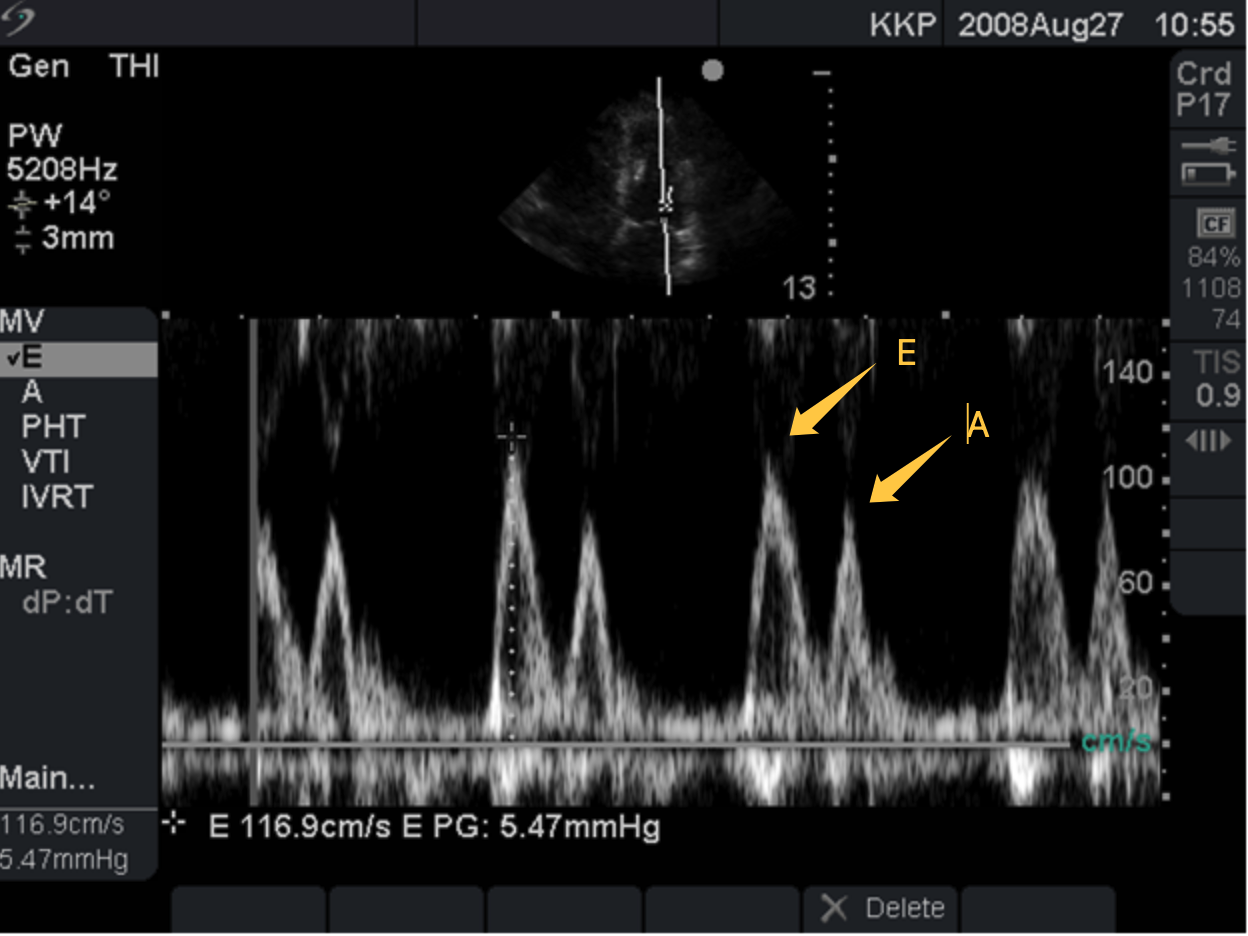 KKP 2008Aug27 10:55
Gen THI
Crd
P17
PW
5208Hz
+14°
3mm
CF
84%
1108
74
13
TIS
0.9
MV
✓E
A
PHT
VTI
IVRT
MR
dP:dT
Main...
116.9cm/s
5.47mmHg
E
A
140
100
60
20
cm/s
E 116.9cm/s E PG: 5.47mmHg
Delete